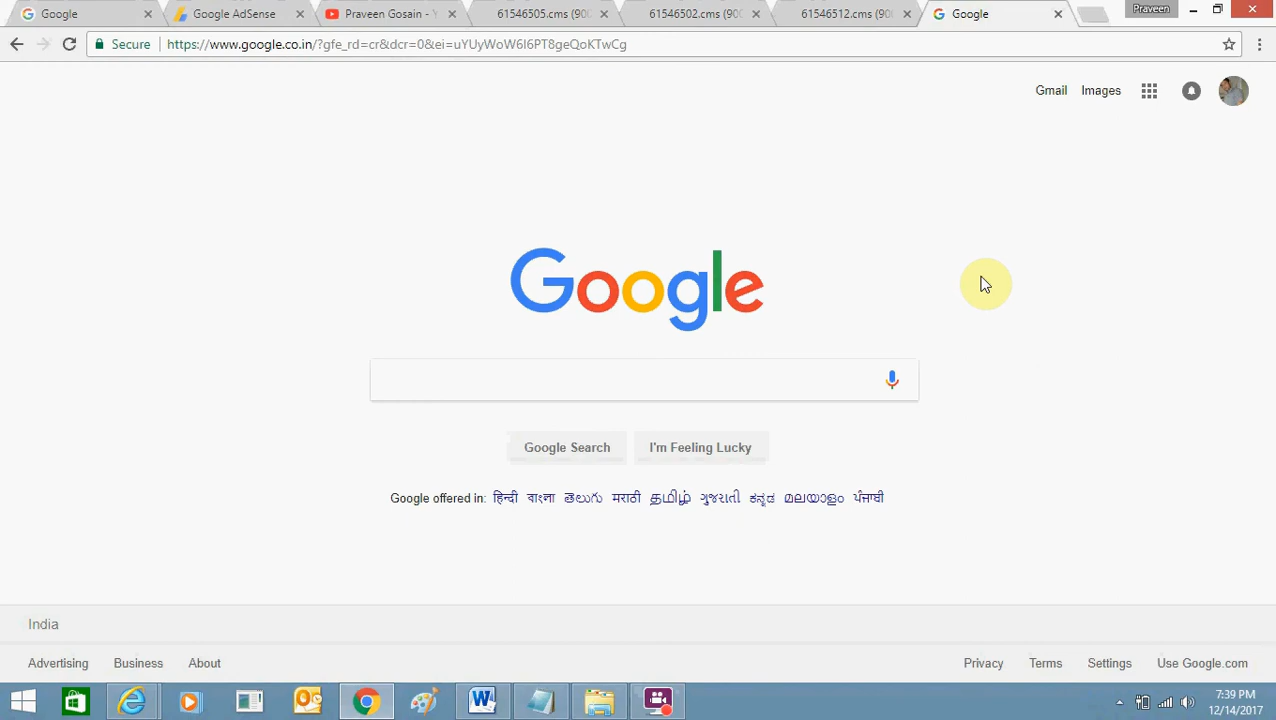 Google Google AdSense Praveen Gosain - Y 61546505.cms (900 61546502.cms (900 61546512.cms (900 Google Praveen
Secure https://www.google.co.in/?gfe_rd=cr&dcr=0&ei=uYUyWoW6I6PT8geQoKTwCg
Gmail Images
Google
Google Search I'm Feeling Lucky
Google offered in: हिन्दी বাংলা తెలుగు मराठी தமிழ் ગુજરાતી ಕನ್ನಡ മലയാളം ਪੰਜਾਬੀ
India
Advertising Business About Privacy Terms Settings Use Google.com
7:39 PM
12/14/2017